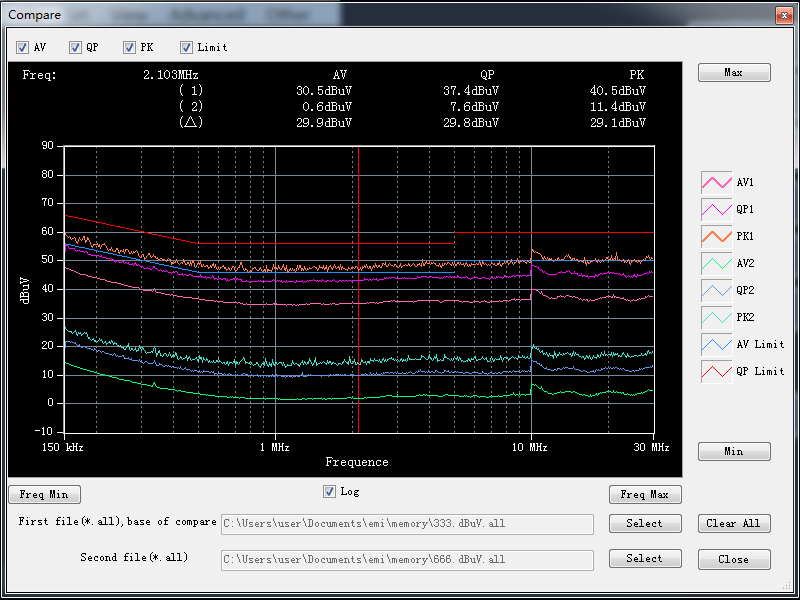 Compare
AV QP PK Limit
Freq: 2.103MHz AV QP PK
( 1) 30.5dBuV 37.4dBuV 40.5dBuV
( 2) 0.6dBuV 7.6dBuV 11.4dBuV
(△) 29.9dBuV 29.8dBuV 29.1dBuV
Max
90
80
70
60
50
40
30
20
10
0
-10
dBuV
150 kHz 1 MHz 10 MHz 30 MHz
Frequence
AV1
QP1
PK1
AV2
QP2
PK2
AV Limit
QP Limit
Min
Freq Min Log Freq Max
First file(*.all),base of compare C:\Users\user\Documents\emi\memory\333.dBuV.all Select Clear All
Second file(*.all) C:\Users\user\Documents\emi\memory\666.dBuV.all Select Close